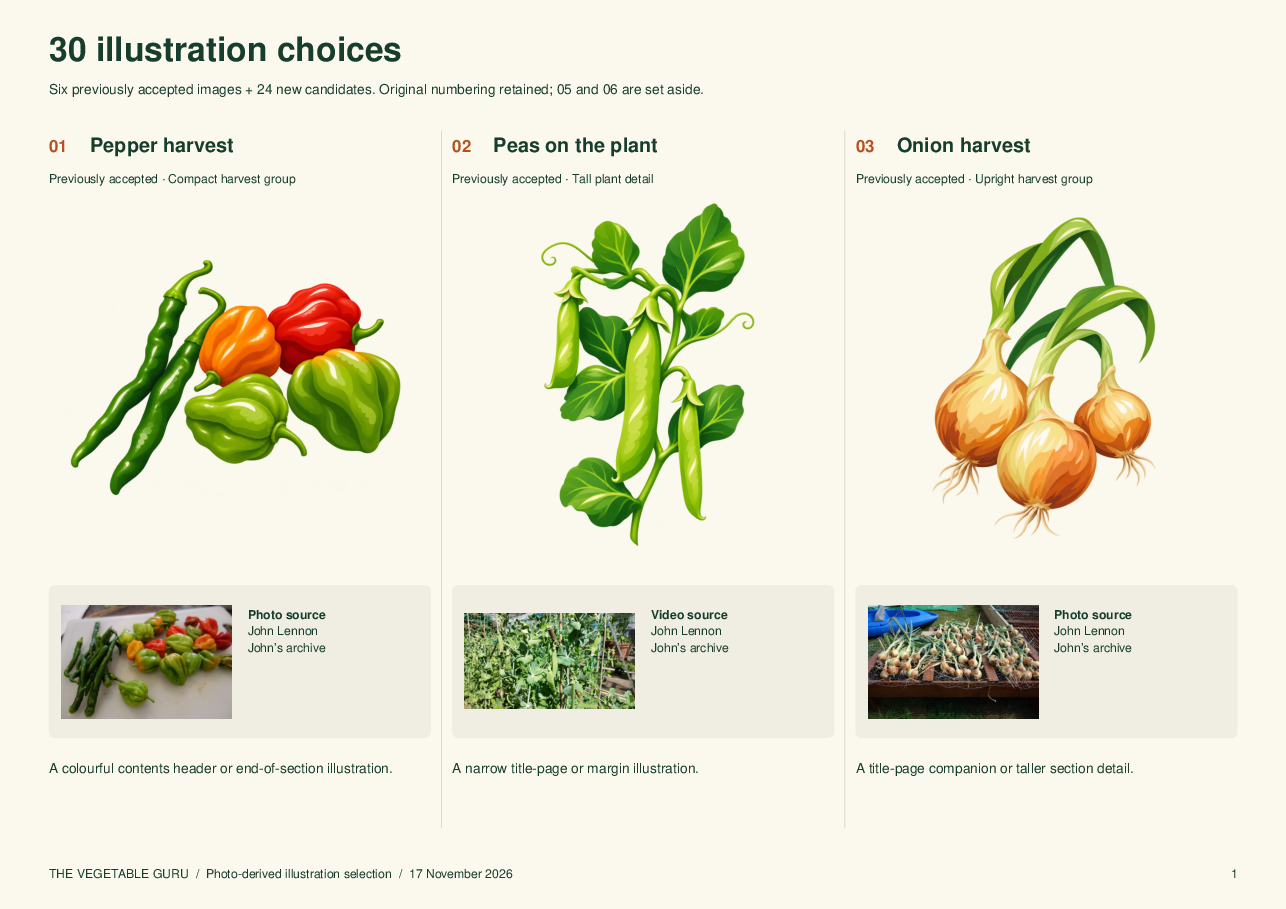 30 illustration choices
Six previously accepted images + 24 new candidates. Original numbering retained; 05 and 06 are set aside.
01 Pepper harvest
Previously accepted · Compact harvest group
Photo source
John Lennon
John's archive
A colourful contents header or end-of-section illustration.
02 Peas on the plant
Previously accepted · Tall plant detail
Video source
John Lennon
John's archive
A narrow title-page or margin illustration.
03 Onion harvest
Previously accepted · Upright harvest group
Photo source
John Lennon
John's archive
A title-page companion or taller section detail.
THE VEGETABLE GURU / Photo-derived illustration selection / 17 November 2026
1